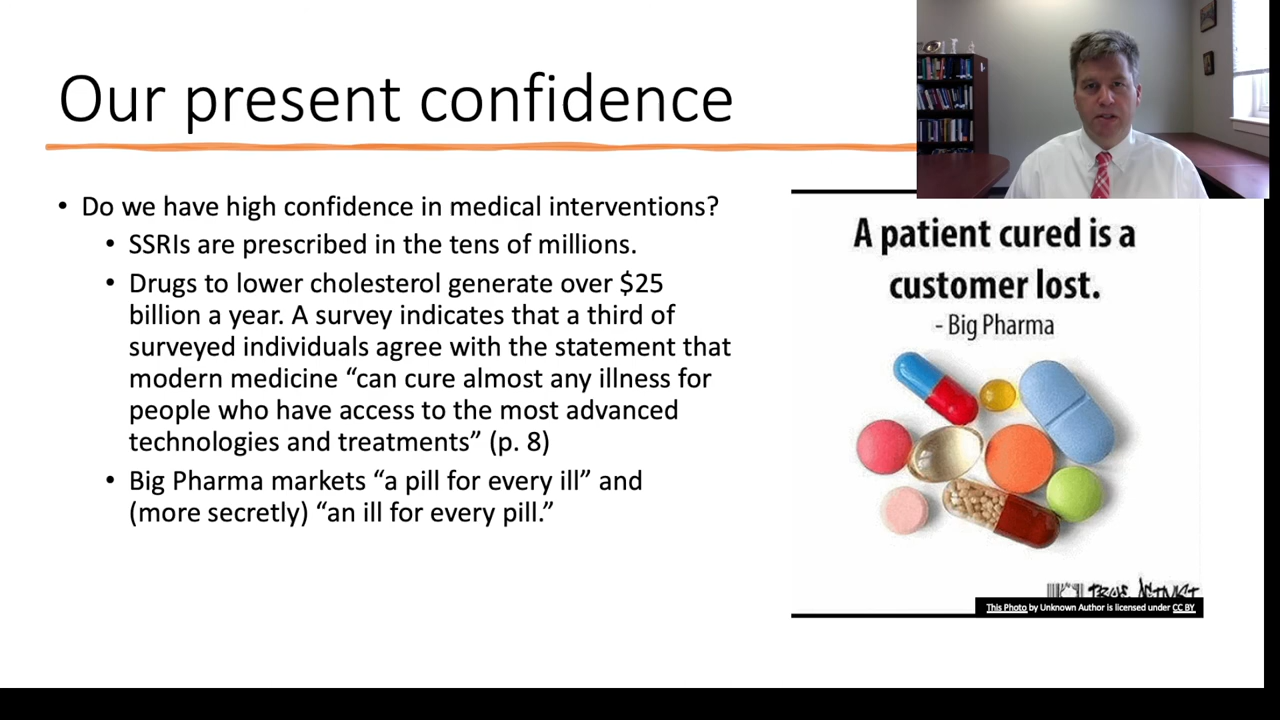 Our present confidence
• Do we have high confidence in medical interventions?
• SSRIs are prescribed in the tens of millions.
• Drugs to lower cholesterol generate over $25
billion a year. A survey indicates that a third of
surveyed individuals agree with the statement that
modern medicine “can cure almost any illness for
people who have access to the most advanced
technologies and treatments” (p. 8)
• Big Pharma markets “a pill for every ill” and
(more secretly) “an ill for every pill.”
A patient cured is a
customer lost.
- Big Pharma
This Photo by Unknown Author is licensed under CC BY